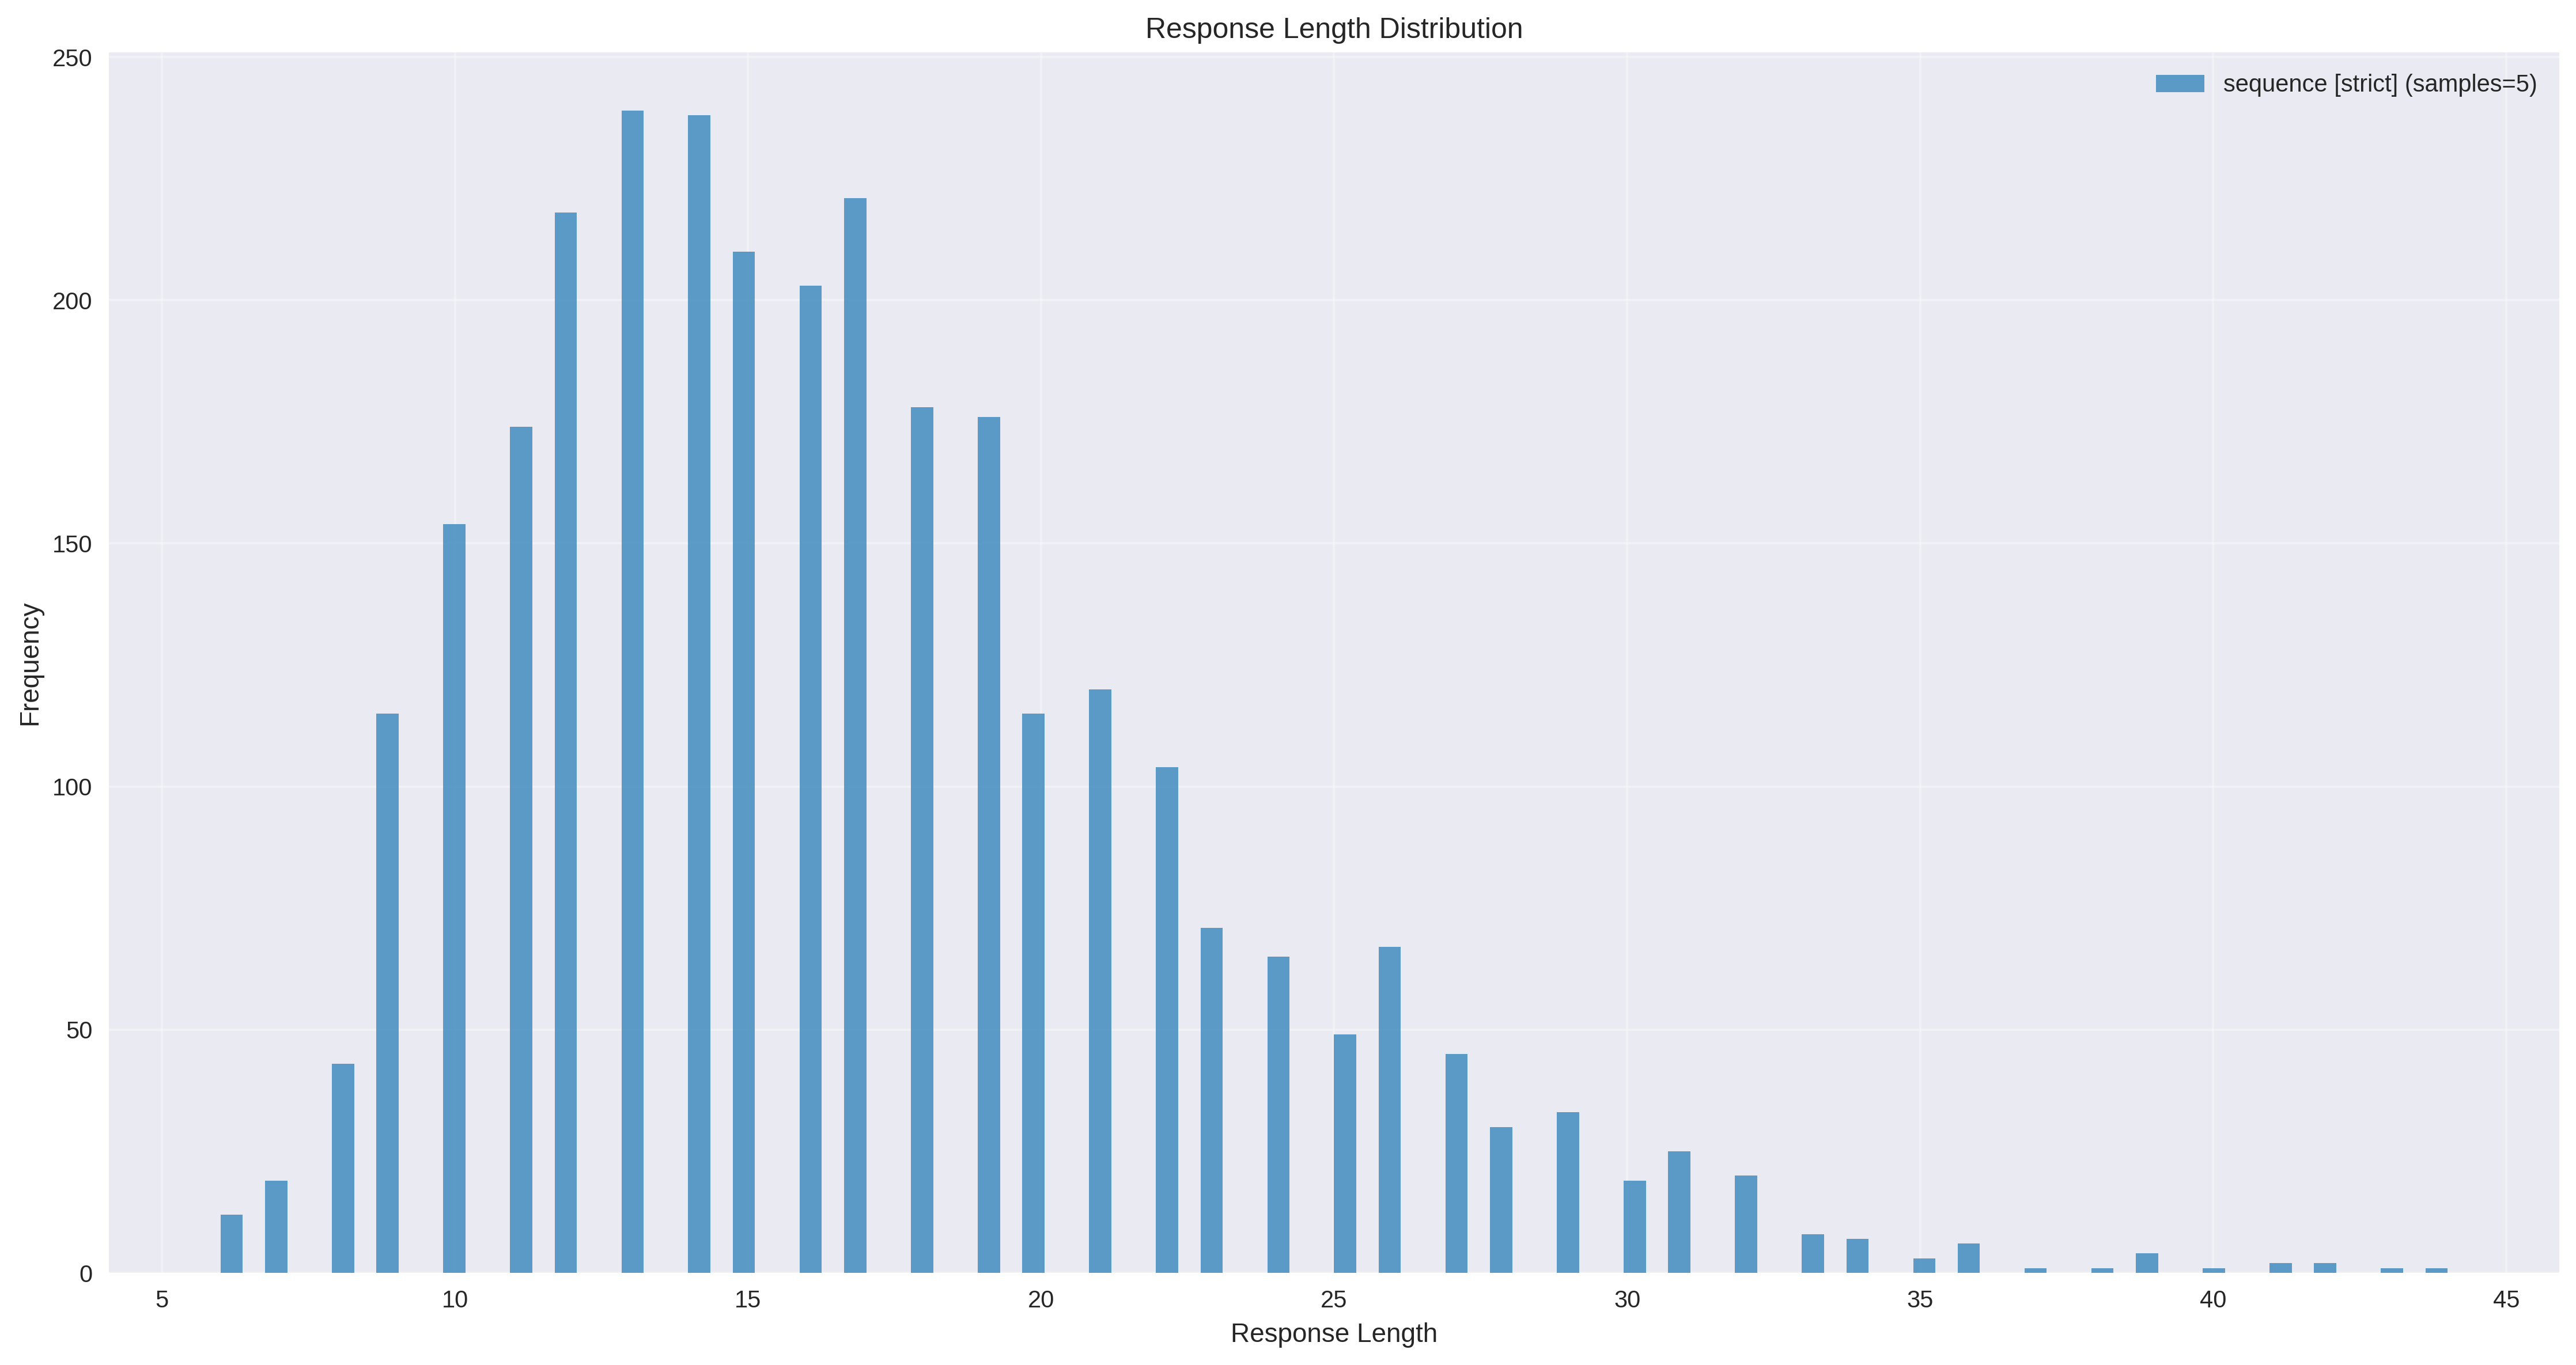 Response Length Distribution
sequence [strict] (samples=5)
Frequency
250
200
150
100
50
0
5 10 15 20 25 30 35 40 45
Response Length